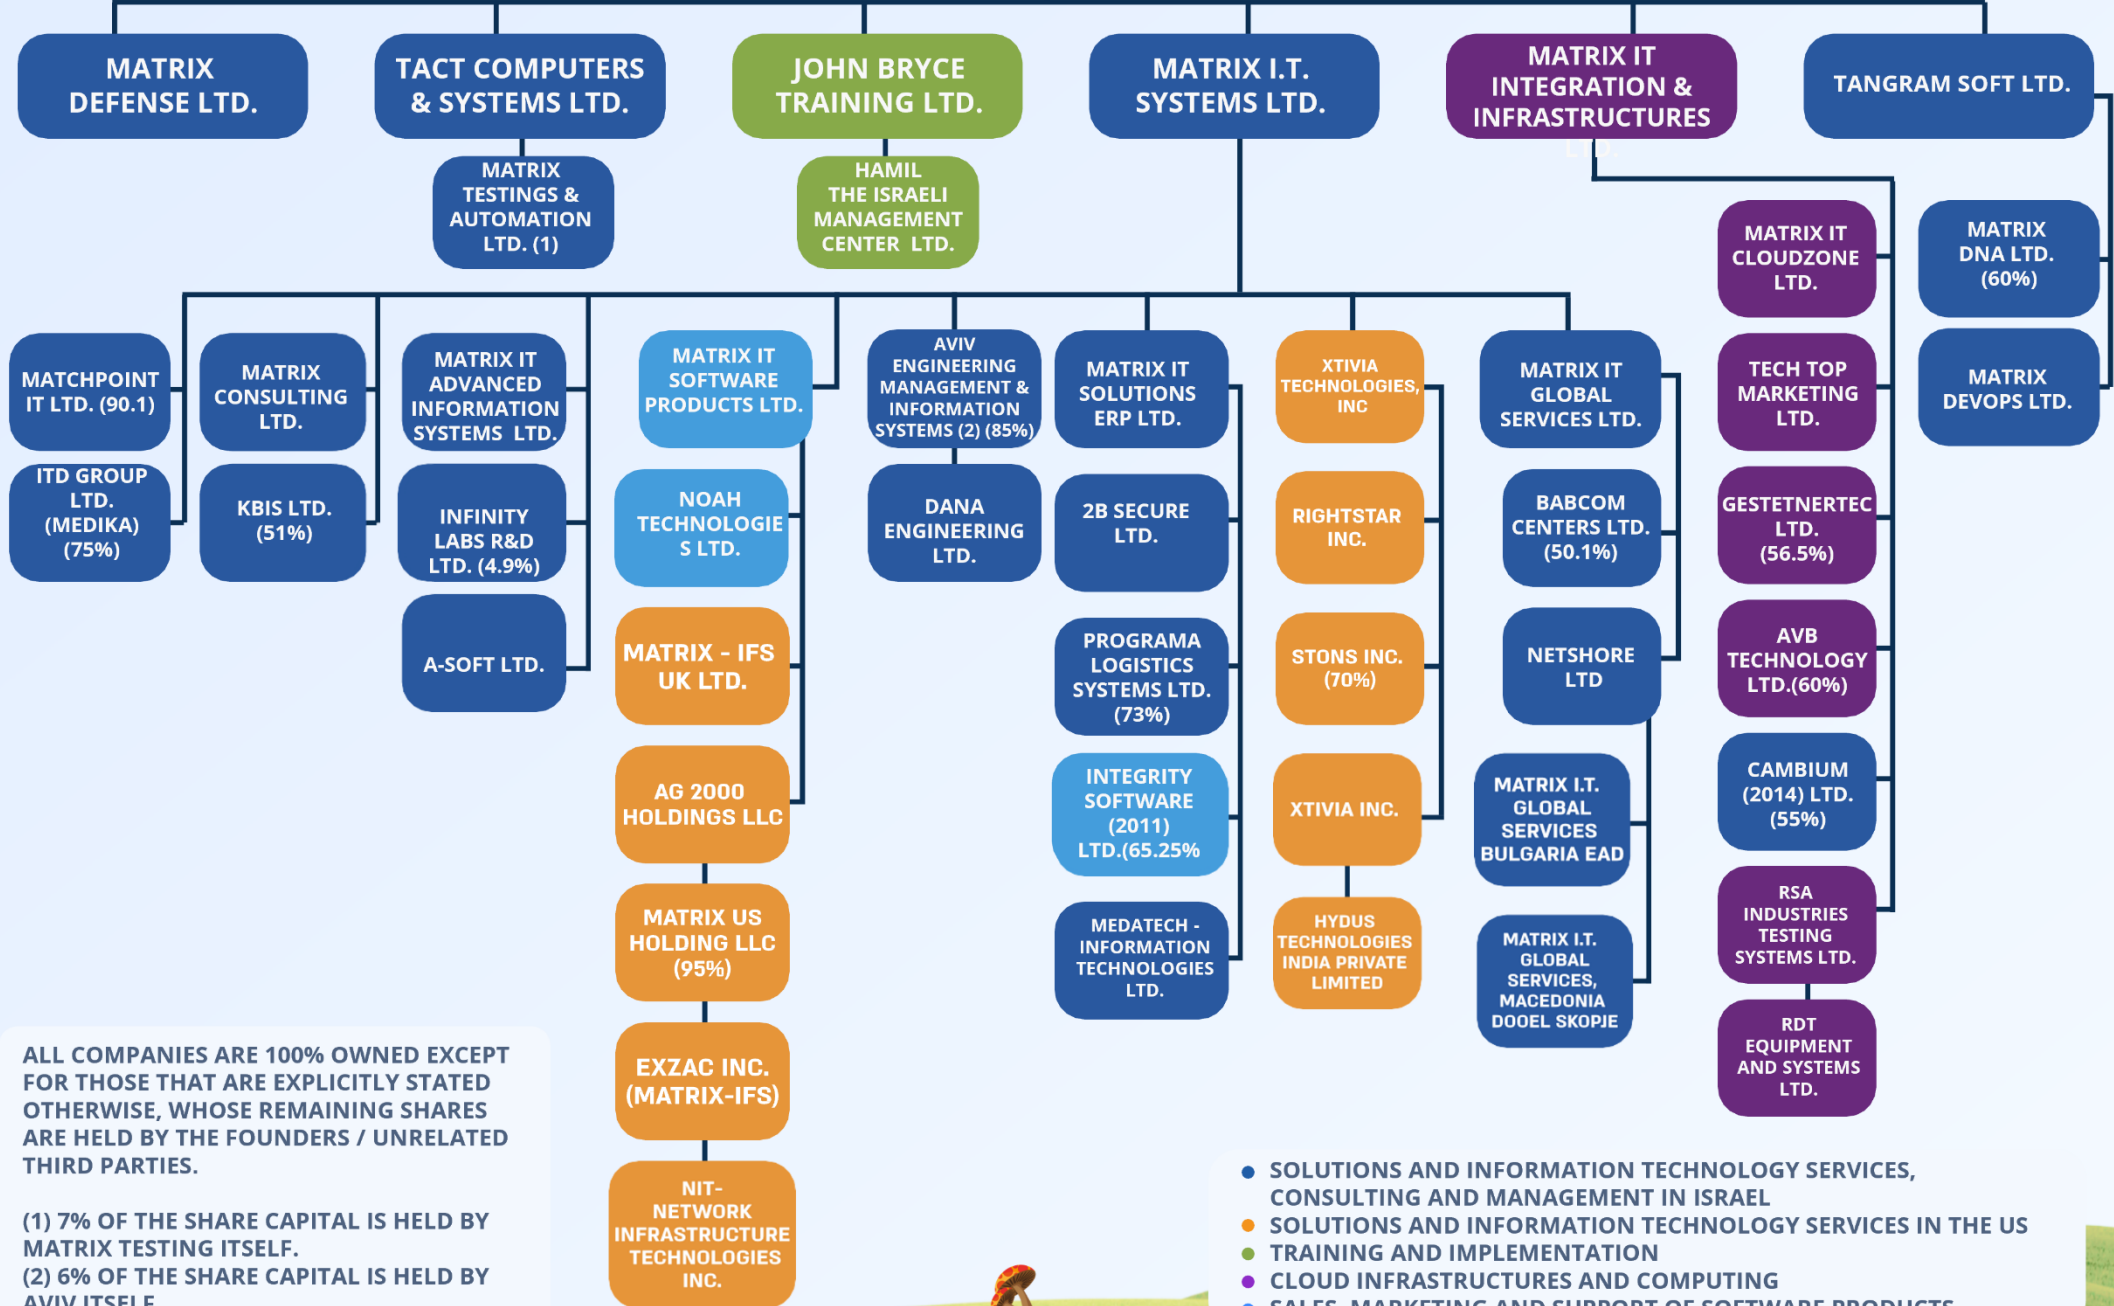 MATRIX
DEFENSE LTD.
TACT COMPUTERS
& SYSTEMS LTD.
JOHN BRYCE
TRAINING LTD.
MATRIX I.T.
SYSTEMS LTD.
MATRIX IT
INTEGRATION &
INFRASTRUCTURES
LTD.
TANGRAM SOFT LTD.
MATRIX
TESTINGS &
AUTOMATION
LTD. (1)
HAMIL
THE ISRAELI
MANAGEMENT
CENTER LTD.
MATCHPOINT
IT LTD. (90.1)
ITD GROUP
LTD.
(MEDIKA)
(75%)
MATRIX
CONSULTING
LTD.
KBIS LTD.
(51%)
MATRIX IT
ADVANCED
INFORMATION
SYSTEMS LTD.
INFINITY
LABS R&D
LTD. (4.9%)
A-SOFT LTD.
MATRIX IT
SOFTWARE
PRODUCTS LTD.
NOAH
TECHNOLOGIE
S LTD.
MATRIX - IFS
UK LTD.
AG 2000
HOLDINGS LLC
MATRIX US
HOLDING LLC
(95%)
EXZAC INC.
(MATRIX-IFS)
NIT-
NETWORK
INFRASTRUCTURE
TECHNOLOGIES
INC.
AVIV
ENGINEERING
MANAGEMENT &
INFORMATION
SYSTEMS (2) (85%)
DANA
ENGINEERING
LTD.
MATRIX IT
SOLUTIONS
ERP LTD.
2B SECURE
LTD.
PROGRAMA
LOGISTICS
SYSTEMS LTD.
(73%)
INTEGRITY
SOFTWARE
(2011)
LTD.(65.25%
MEDATECH -
INFORMATION
TECHNOLOGIES
LTD.
XTIVIA
TECHNOLOGIES,
INC
RIGHTSTAR
INC.
STONS INC.
(70%)
XTIVIA INC.
HYDUS
TECHNOLOGIES
INDIA PRIVATE
LIMITED
MATRIX IT
GLOBAL
SERVICES LTD.
BABCOM
CENTERS LTD.
(50.1%)
NETSHORE
LTD
MATRIX I.T.
GLOBAL
SERVICES
BULGARIA EAD
MATRIX I.T.
GLOBAL
SERVICES,
MACEDONIA
DOOEL SKOPJE
MATRIX IT
CLOUDZONE
LTD.
TECH TOP
MARKETING
LTD.
GESTETNERTEC
LTD.
(56.5%)
AVB
TECHNOLOGY
LTD.(60%)
CAMBIUM
(2014) LTD.
(55%)
RSA
INDUSTRIES
TESTING
SYSTEMS LTD.
RDT
EQUIPMENT
AND SYSTEMS
LTD.
MATRIX
DNA LTD.
(60%)
MATRIX
DEVOPS LTD.
ALL COMPANIES ARE 100% OWNED EXCEPT
FOR THOSE THAT ARE EXPLICITLY STATED
OTHERWISE, WHOSE REMAINING SHARES
ARE HELD BY THE FOUNDERS / UNRELATED
THIRD PARTIES.
(1) 7% OF THE SHARE CAPITAL IS HELD BY
MATRIX TESTING ITSELF.
(2) 6% OF THE SHARE CAPITAL IS HELD BY
AVIV ITSELF
SOLUTIONS AND INFORMATION TECHNOLOGY SERVICES,
CONSULTING AND MANAGEMENT IN ISRAEL
SOLUTIONS AND INFORMATION TECHNOLOGY SERVICES IN THE US
TRAINING AND IMPLEMENTATION
CLOUD INFRASTRUCTURES AND COMPUTING
SALES, MARKETING AND SUPPORT OF SOFTWARE PRODUCTS